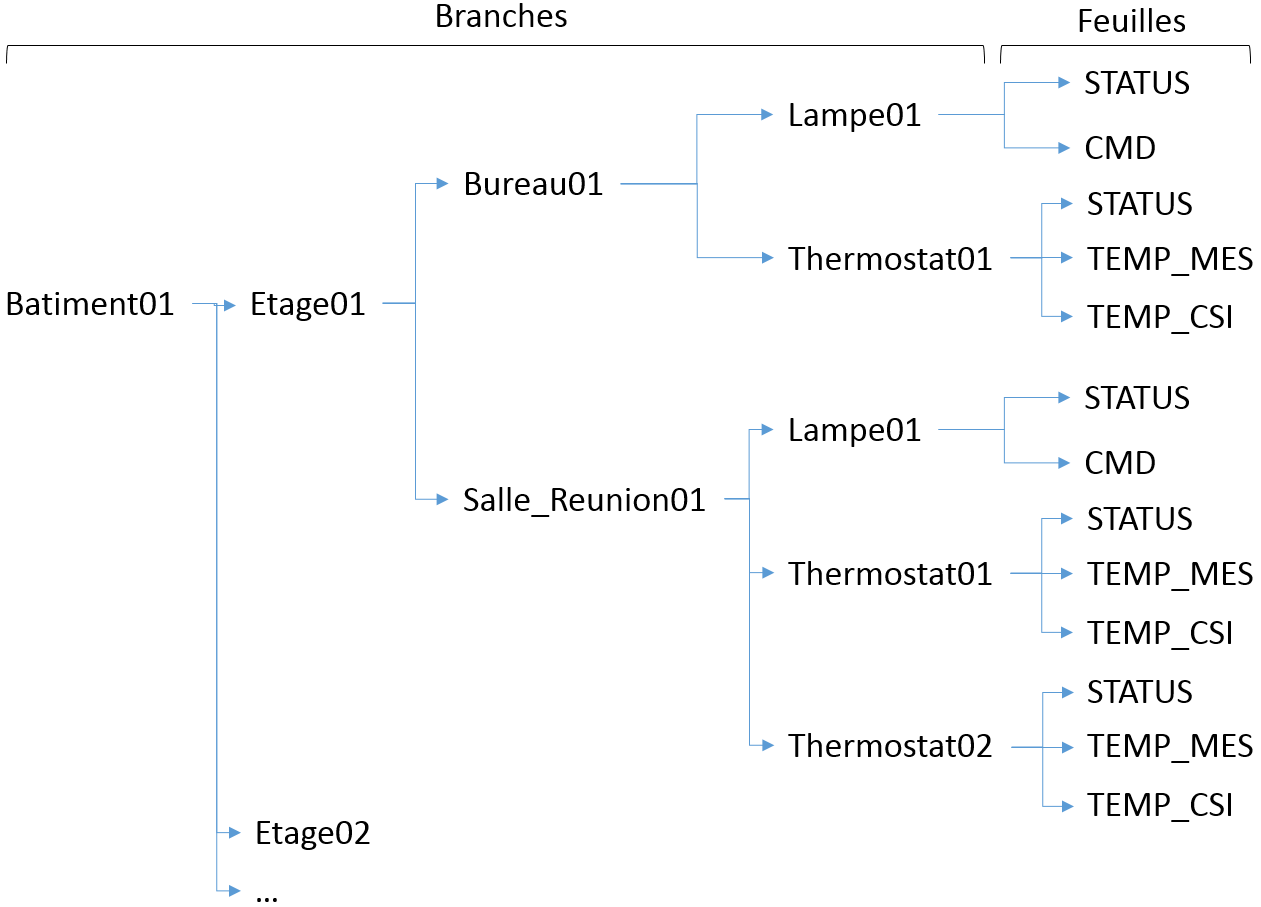 Branches
Feuilles
STATUS
Lampe01
CMD
Bureau01
STATUS
Thermostat01
TEMP_MES
TEMP_CSI
Batiment01
Etage01
STATUS
Lampe01
CMD
Salle_Reunion01
STATUS
Thermostat01
TEMP_MES
TEMP_CSI
STATUS
Thermostat02
TEMP_MES
TEMP_CSI
Etage02
...